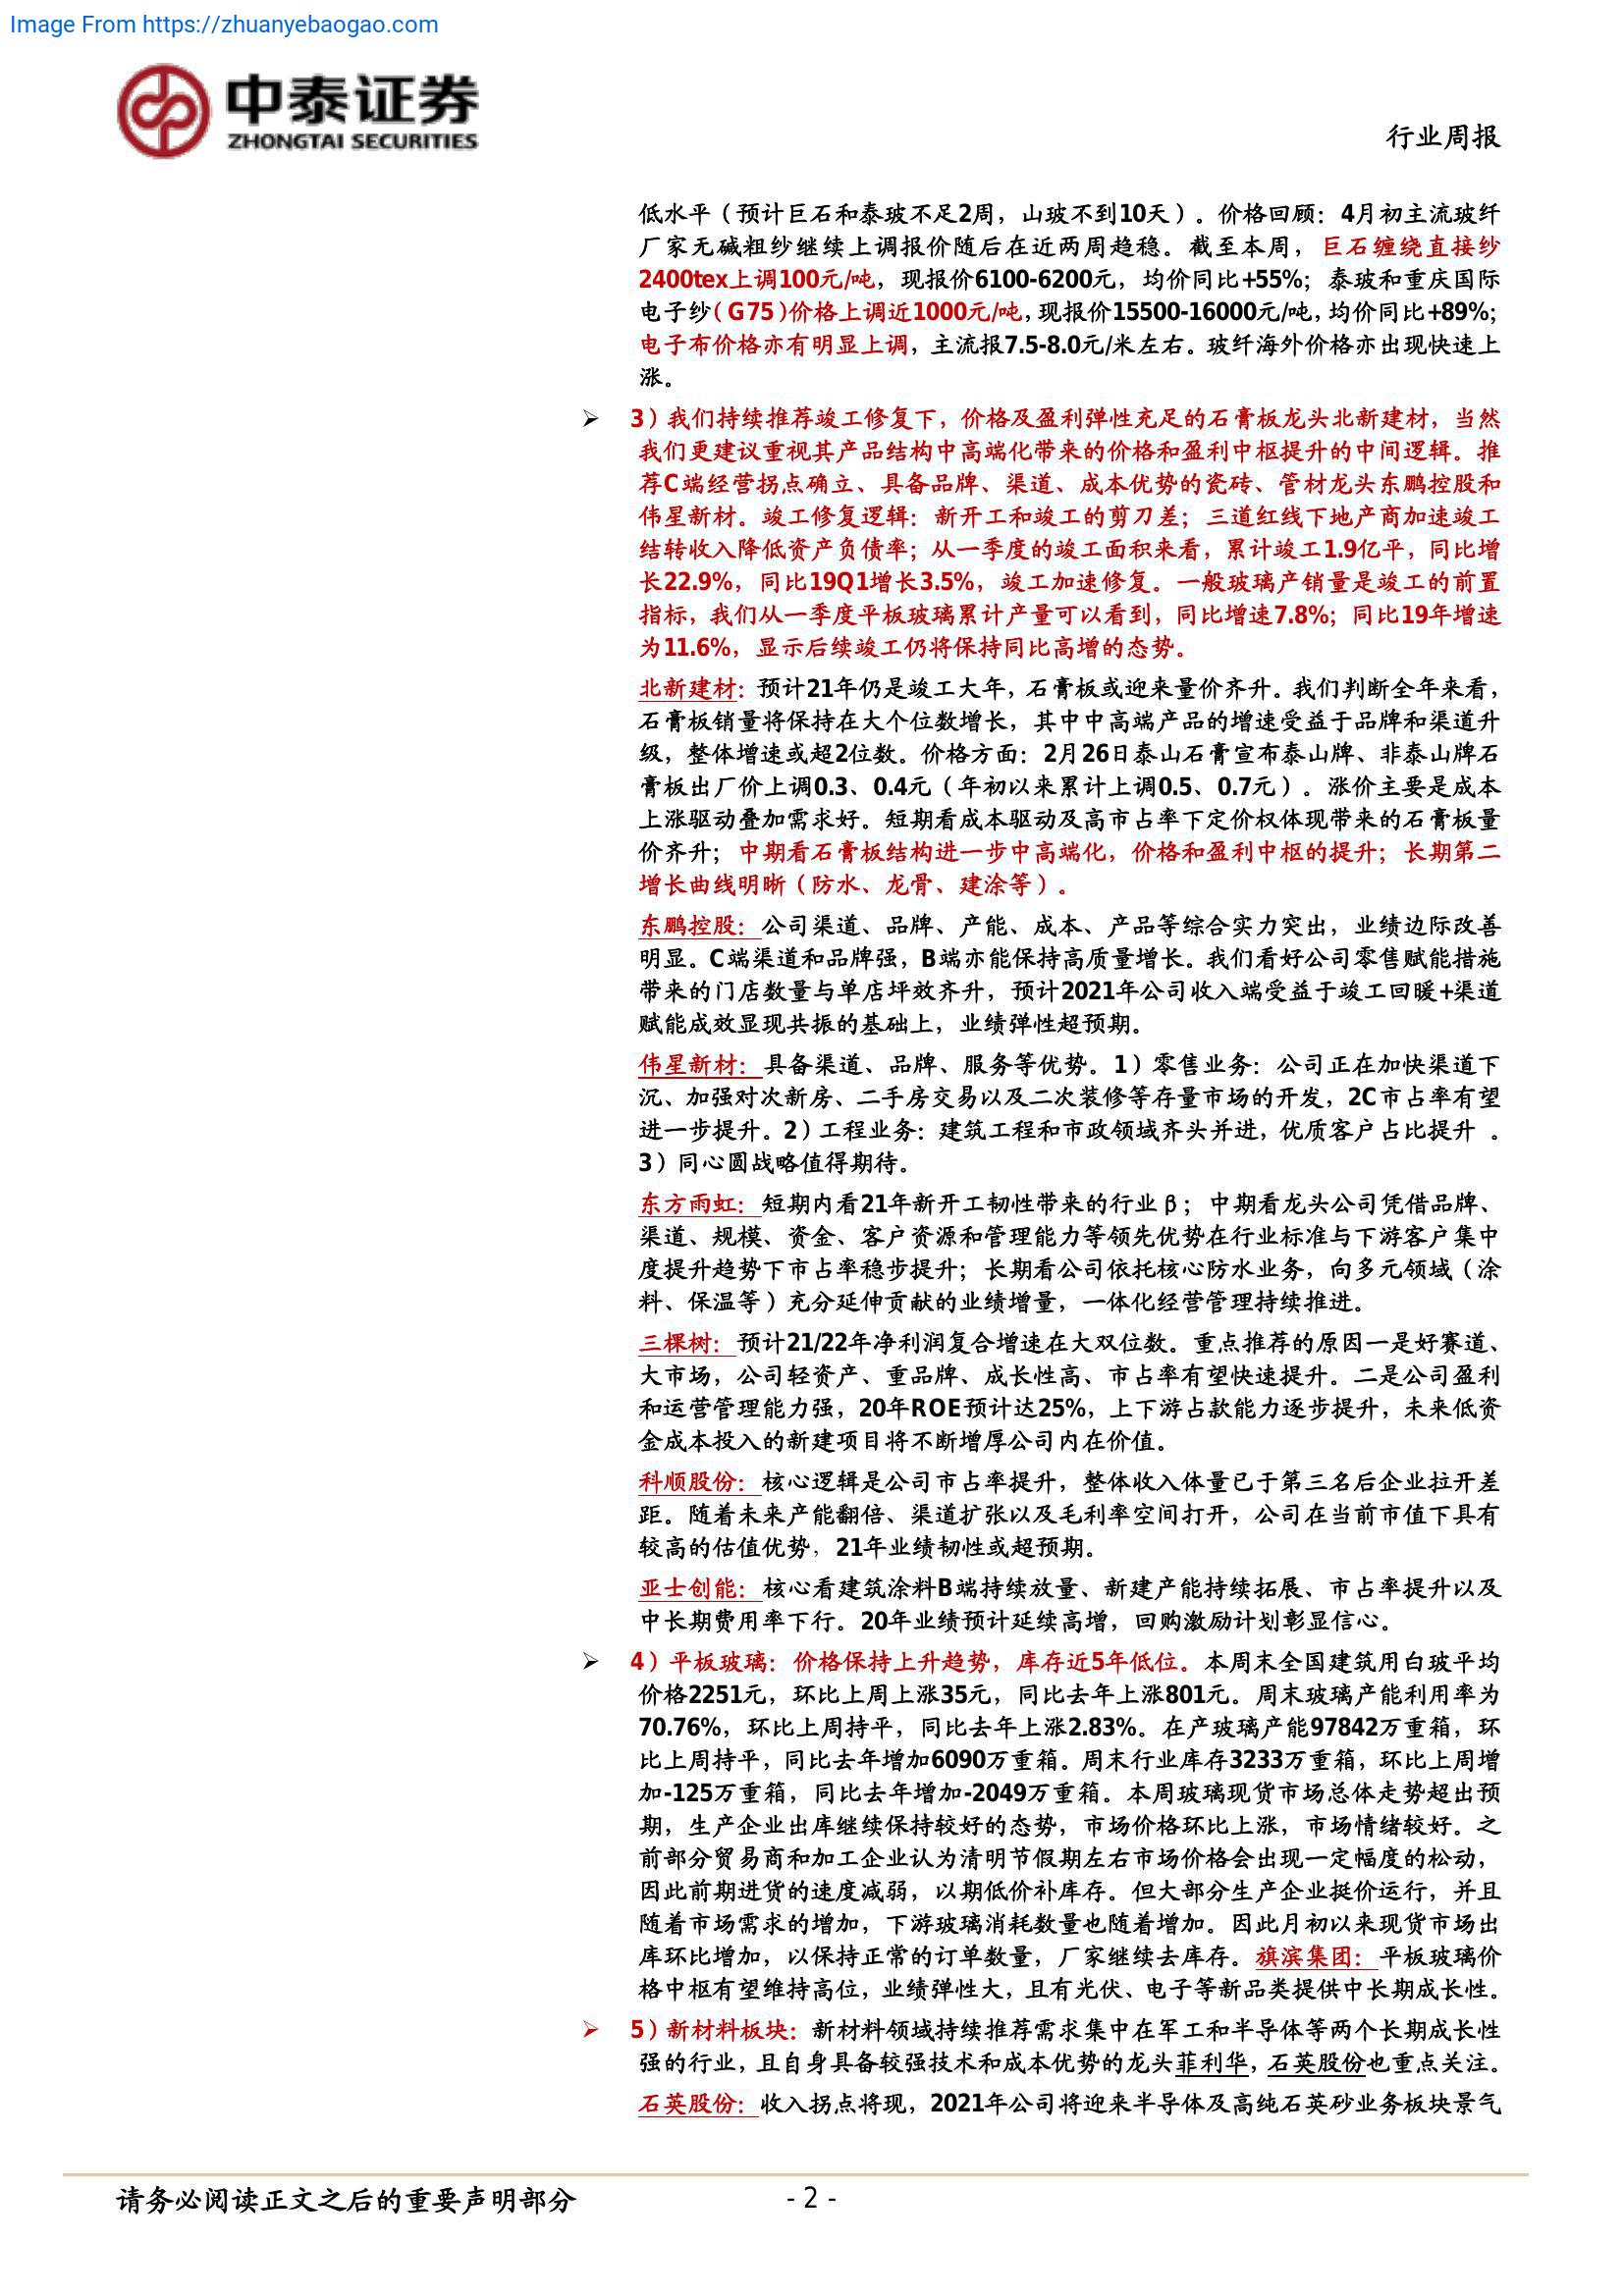 Image From https://zhuanyebaogao.com
中泰证券
ZHONGTAI SECURITIES
行业周报
低水平（预计巨石和泰玻不足2周，山玻不到10天）。价格回顾：4月初主流玻纤
厂家无碱粗纱继续上调报价随后在近两周趋稳。截至本周，巨石缠绕直接纱
2400tex上调100元/吨，现报价6100-6200元，均价同比+55%；泰玻和重庆国际
电子纱（G75）价格上调近1000元/吨，现报价15500-16000元/吨，均价同比+89%；
电子布价格亦有明显上调，主流报7.5-8.0元/米左右。玻纤海外价格亦出现快速上
涨。
➢ 3）我们持续推荐竣工修复下，价格及盈利弹性充足的石膏板龙头北新建材，当然
我们更建议重视其产品结构中高端化带来的价格和盈利中枢提升的中间逻辑。推
荐C端经营拐点确立、具备品牌、渠道、成本优势的瓷砖、管材龙头东鹏控股和
伟星新材。竣工修复逻辑：新开工和竣工的剪刀差；三道红线下地产商加速竣工
结转收入降低资产负债率；从一季度的竣工面积来看，累计竣工1.9亿平，同比增
长22.9%，同比19Q1增长3.5%，竣工加速修复。一般玻璃产销量是竣工的前置
指标，我们从一季度平板玻璃累计产量可以看到，同比增速7.8%；同比19年增速
为11.6%，显示后续竣工仍将保持同比高增的态势。
北新建材：预计21年仍是竣工大年，石膏板或迎来量价齐升。我们判断全年来看，
石膏板销量将保持在大个位数增长，其中中高端产品的增速受益于品牌和渠道升
级，整体增速或超2位数。价格方面：2月26日泰山石膏宣布泰山牌、非泰山牌石
膏板出厂价上调0.3、0.4元（年初以来累计上调0.5、0.7元）。涨价主要是成本
上涨驱动叠加需求好。短期看成本驱动及高市占率下定价权体现带来的石膏板量
价齐升；中期看石膏板结构进一步中高端化，价格和盈利中枢的提升；长期第二
增长曲线明晰（防水、龙骨、建涂等）。
东鹏控股：公司渠道、品牌、产能、成本、产品等综合实力突出，业绩边际改善
明显。C端渠道和品牌强，B端亦能保持高质量增长。我们看好公司零售赋能措施
带来的门店数量与单店坪效齐升，预计2021年公司收入端受益于竣工回暖+渠道
赋能成效显现共振的基础上，业绩弹性超预期。
伟星新材：具备渠道、品牌、服务等优势。1）零售业务：公司正在加快渠道下
沉、加强对次新房、二手房交易以及二次装修等存量市场的开发，2C市占率有望
进一步提升。2）工程业务：建筑工程和市政领域齐头并进，优质客户占比提升 。
3）同心圆战略值得期待。
东方雨虹：短期内看21年新开工韧性带来的行业β；中期看龙头公司凭借品牌、
渠道、规模、资金、客户资源和管理能力等领先优势在行业标准与下游客户集中
度提升趋势下市占率稳步提升；长期看公司依托核心防水业务，向多元领域（涂
料、保温等）充分延伸贡献的业绩增量，一体化经营管理持续推进。
三棵树：预计21/22年净利润复合增速在大双位数。重点推荐的原因一是好赛道、
大市场，公司轻资产、重品牌、成长性高、市占率有望快速提升。二是公司盈利
和运营管理能力强，20年ROE预计达25%，上下游占款能力逐步提升，未来低资
金成本投入的新建项目将不断增厚公司内在价值。
科顺股份：核心逻辑是公司市占率提升，整体收入体量已于第三名后企业拉开差
距。随着未来产能翻倍、渠道扩张以及毛利率空间打开，公司在当前市值下具有
较高的估值优势，21年业绩韧性或超预期。
亚士创能：核心看建筑涂料B端持续放量、新建产能持续拓展、市占率提升以及
中长期费用率下行。20年业绩预计延续高增，回购激励计划彰显信心。
➢ 4）平板玻璃：价格保持上升趋势，库存近5年低位。本周末全国建筑用白玻平均
价格2251元，环比上周上涨35元，同比去年上涨801元。周末玻璃产能利用率为
70.76%，环比上周持平，同比去年上涨2.83%。在产玻璃产能97842万重箱，环
比上周持平，同比去年增加6090万重箱。周末行业库存3233万重箱，环比上周增
加-125万重箱，同比去年增加-2049万重箱。本周玻璃现货市场总体走势超出预
期，生产企业出库继续保持较好的态势，市场价格环比上涨，市场情绪较好。之
前部分贸易商和加工企业认为清明节假期左右市场价格会出现一定幅度的松动，
因此前期进货的速度减弱，以期低价补库存。但大部分生产企业挺价运行，并且
随着市场需求的增加，下游玻璃消耗数量也随着增加。因此月初以来现货市场出
库环比增加，以保持正常的订单数量，厂家继续去库存。旗滨集团：平板玻璃价
格中枢有望维持高位，业绩弹性大，且有光伏、电子等新品类提供中长期成长性。
➢ 5）新材料板块：新材料领域持续推荐需求集中在军工和半导体等两个长期成长性
强的行业，且自身具备较强技术和成本优势的龙头菲利华，石英股份也重点关注。
石英股份：收入拐点将现，2021年公司将迎来半导体及高纯石英砂业务板块景气
请务必阅读正文之后的重要声明部分
- 2 -